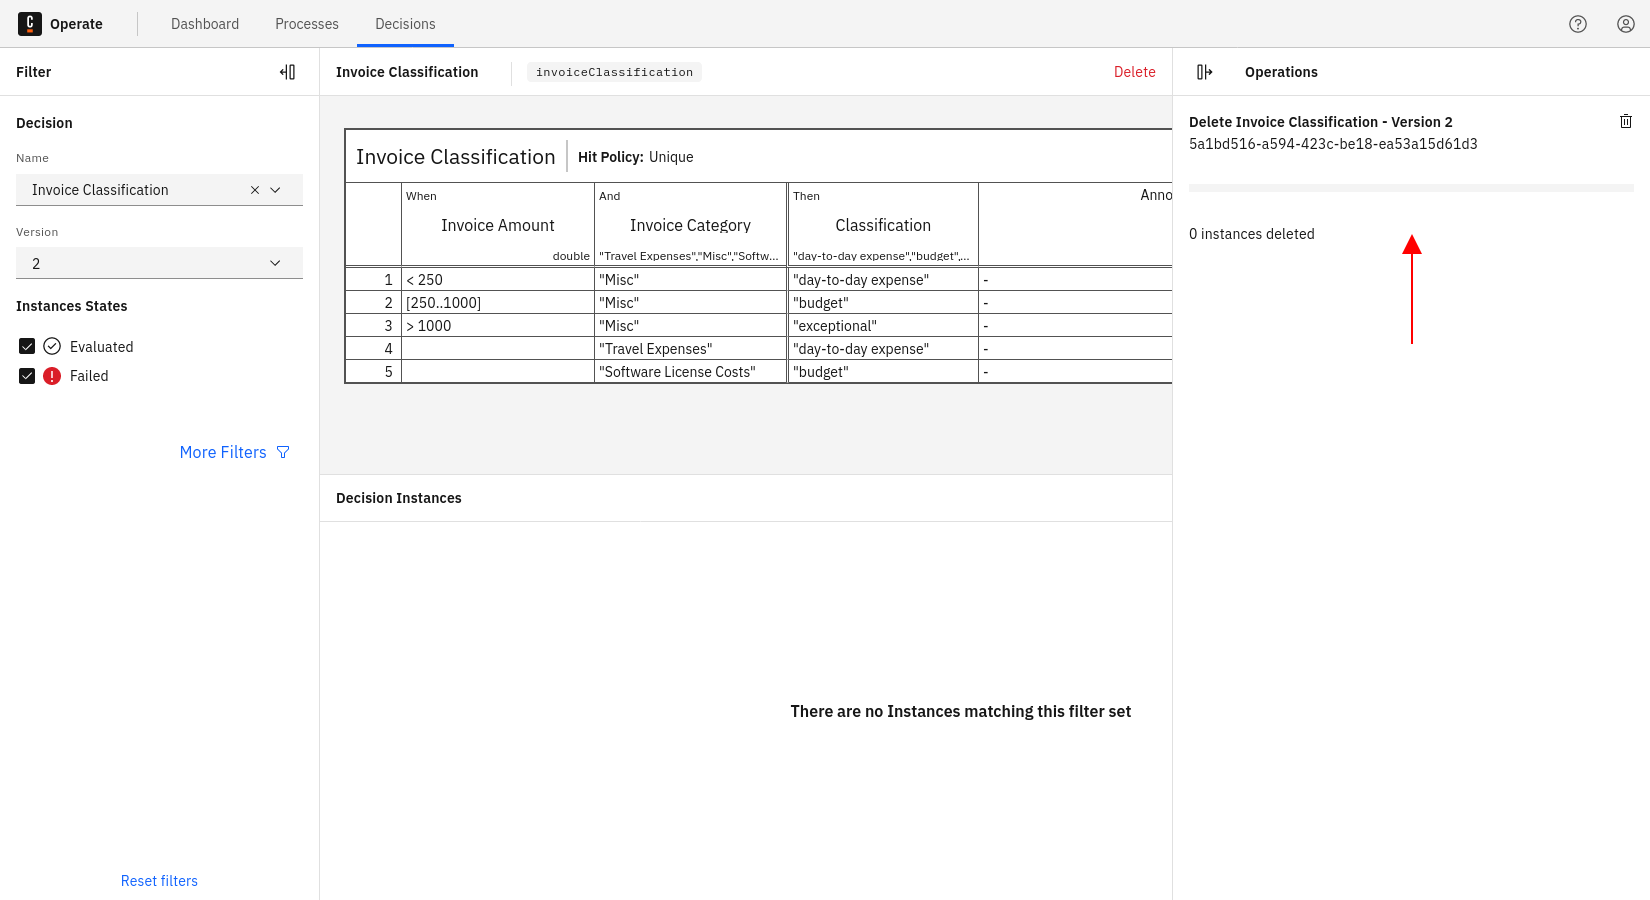 Operate Dashboard Processes Decisions
Filter
Decision
Name
Invoice Classification
Version
2
Instances States
Evaluated
Failed
More Filters
Reset filters
Invoice Classification invoiceClassification Delete
Invoice Classification Hit Policy: Unique
When And Then Anno
Invoice Amount Invoice Category Classification
double "Travel Expenses","Misc","Softw... "day-to-day expense","budget",...
1 < 250 "Misc" "day-to-day expense" -
2 [250..1000] "Misc" "budget" -
3 > 1000 "Misc" "exceptional" -
4 "Travel Expenses" "day-to-day expense" -
5 "Software License Costs" "budget" -
Decision Instances
There are no Instances matching this filter set
Operations
Delete Invoice Classification - Version 2
5a1bd516-a594-423c-be18-ea53a15d61d3
0 instances deleted